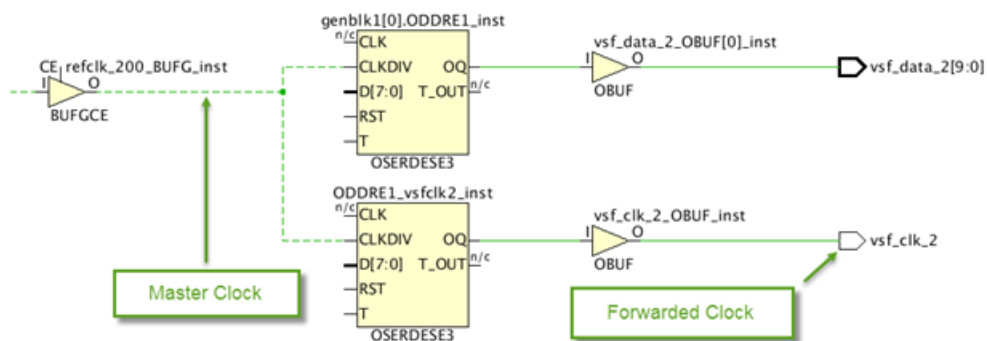 genblk1[0].ODDRE1_inst
n/c
CLK
CLKDIV
OQ
D[7:0]
T_OUT
n/c
RST
T
OSERDESE3
CE
refclk_200_BUFG_inst
I
O
BUFGCE
vsf_data_2_OBUF[0]_inst
I
O
OBUF
vsf_data_2[9:0]
ODDRE1_vsfclk2_inst
n/c
CLK
CLKDIV
OQ
D[7:0]
T_OUT
n/c
RST
T
OSERDESE3
vsf_clk_2_OBUF_inst
I
O
OBUF
vsf_clk_2
Master Clock
Forwarded Clock